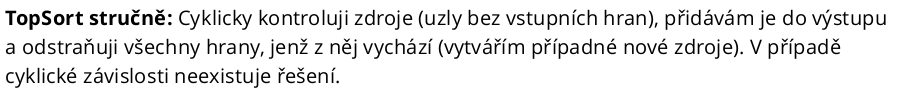 TopSort stručně: Cyklicky kontroluji zdroje (uzly bez vstupních hran), přidávám je do výstupu
a odstraňuji všechny hrany, jenž z něj vychází (vytvářím případné nové zdroje). V případě
cyklické závislosti neexistuje řešení.